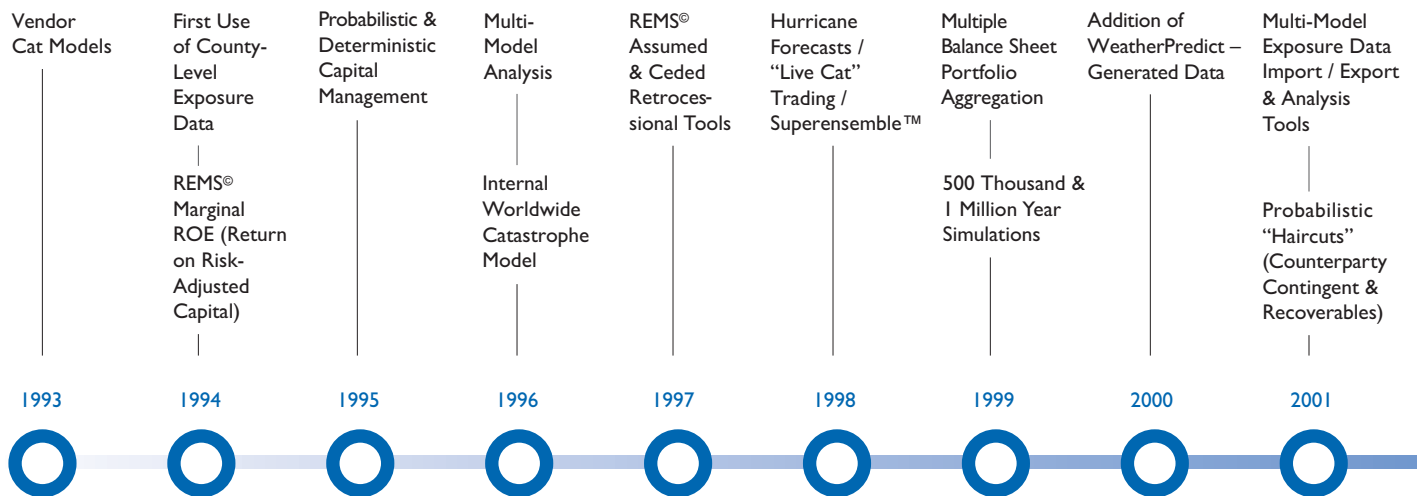 Vendor
Cat Models
First Use
of County-
Level
Exposure
Data
REMS©
Marginal
ROE (Return
on Risk-
Adjusted
Capital)
Probabilistic &
Deterministic
Capital
Management
Multi-
Model
Analysis
Internal
Worldwide
Catastrophe
Model
REMS©
Assumed
& Ceded
Retroces-
sional Tools
Hurricane
Forecasts /
“Live Cat”
Trading /
Superensemble™
Multiple
Balance Sheet
Portfolio
Aggregation
500 Thousand &
1 Million Year
Simulations
Addition of
WeatherPredict –
Generated Data
Multi-Model
Exposure Data
Import / Export
& Analysis
Tools
Probabilistic
“Haircuts”
(Counterparty
Contingent &
Recoverables)
1993
1994
1995
1996
1997
1998
1999
2000
2001